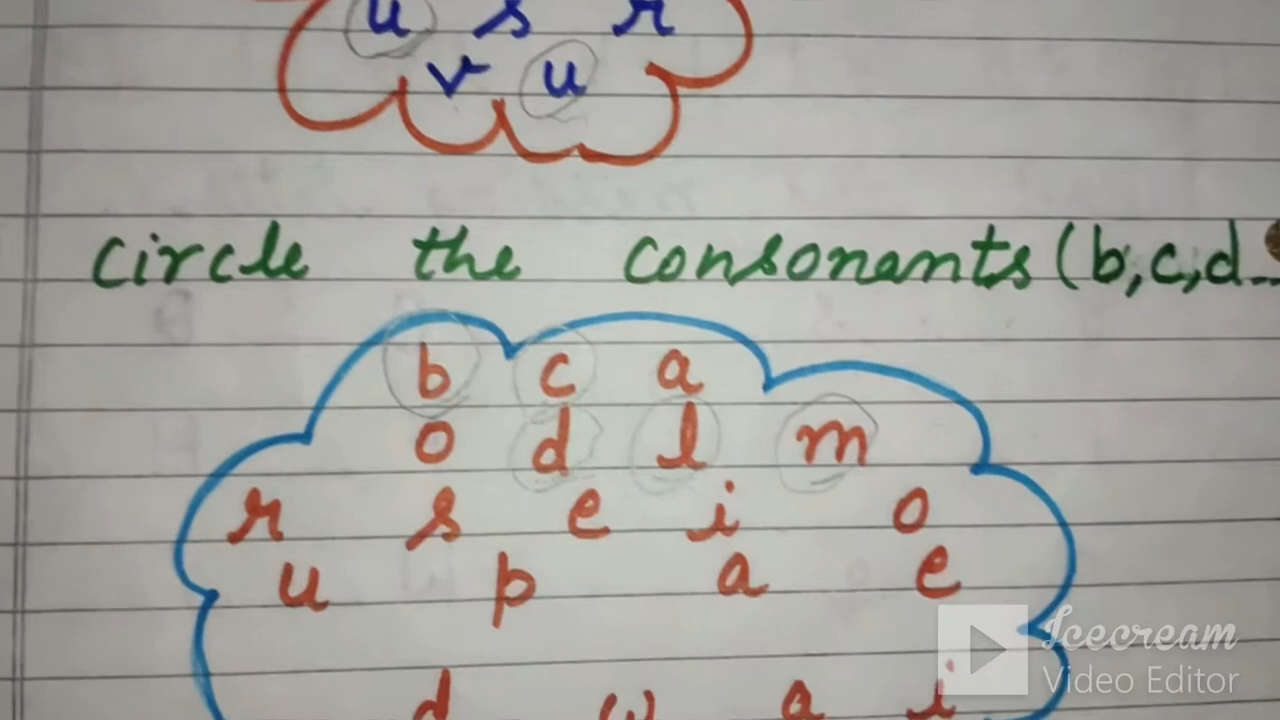 u s r
v u
circle the consonants (b,c,d..
b c a
o d l m
r s e i o
u p a e
d w a i
Icecream
Video Editor